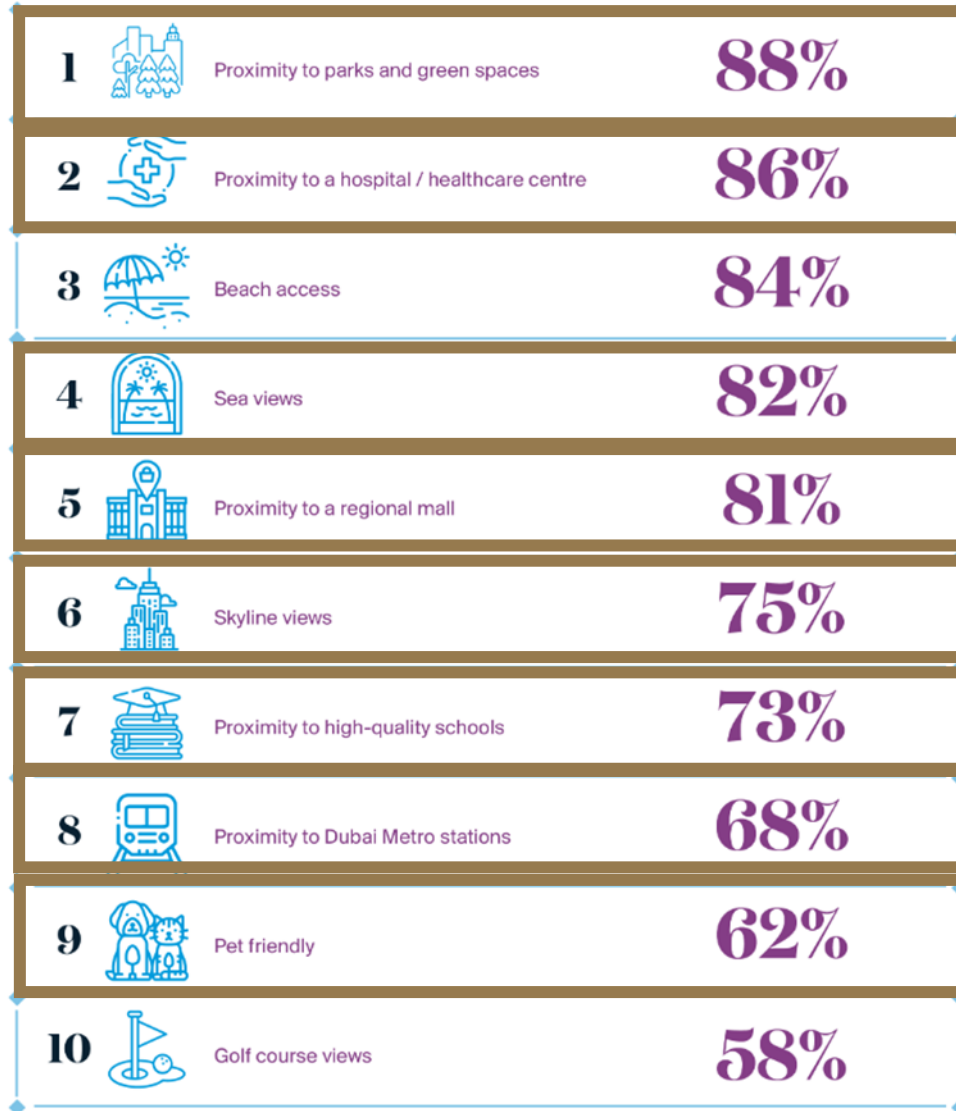 1 Proximity to parks and green spaces 88%
2 Proximity to a hospital / healthcare centre 86%
3 Beach access 84%
4 Sea views 82%
5 Proximity to a regional mall 81%
6 Skyline views 75%
7 Proximity to high-quality schools 73%
8 Proximity to Dubai Metro stations 68%
9 Pet friendly 62%
10 Golf course views 58%